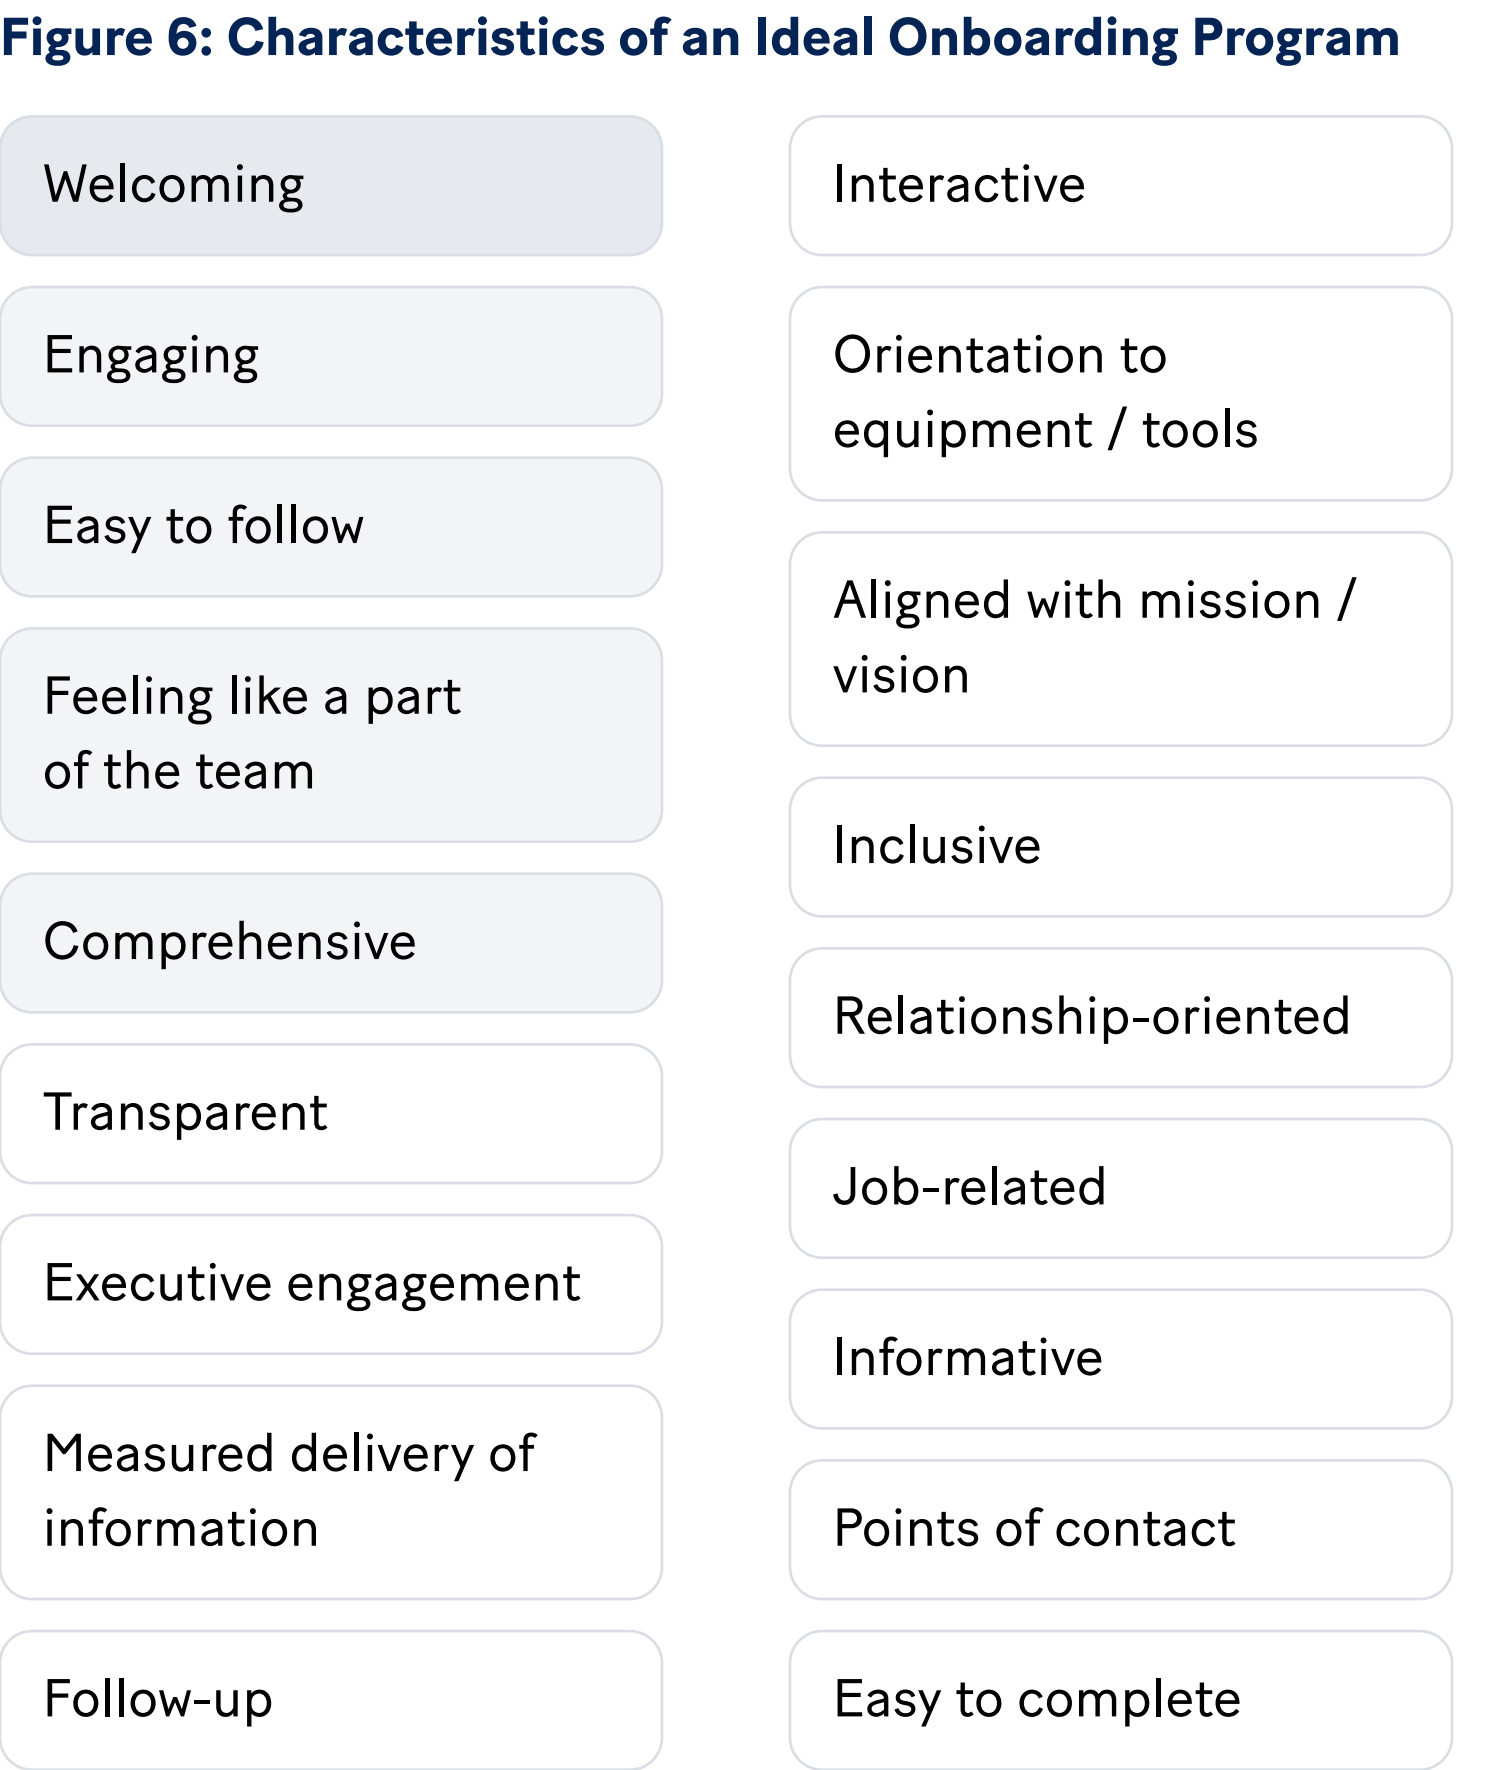 Figure 6: Characteristics of an Ideal Onboarding Program
Welcoming
Engaging
Easy to follow
Feeling like a part
of the team
Comprehensive
Transparent
Executive engagement
Measured delivery of
information
Follow-up
Interactive
Orientation to
equipment / tools
Aligned with mission /
vision
Inclusive
Relationship-oriented
Job-related
Informative
Points of contact
Easy to complete